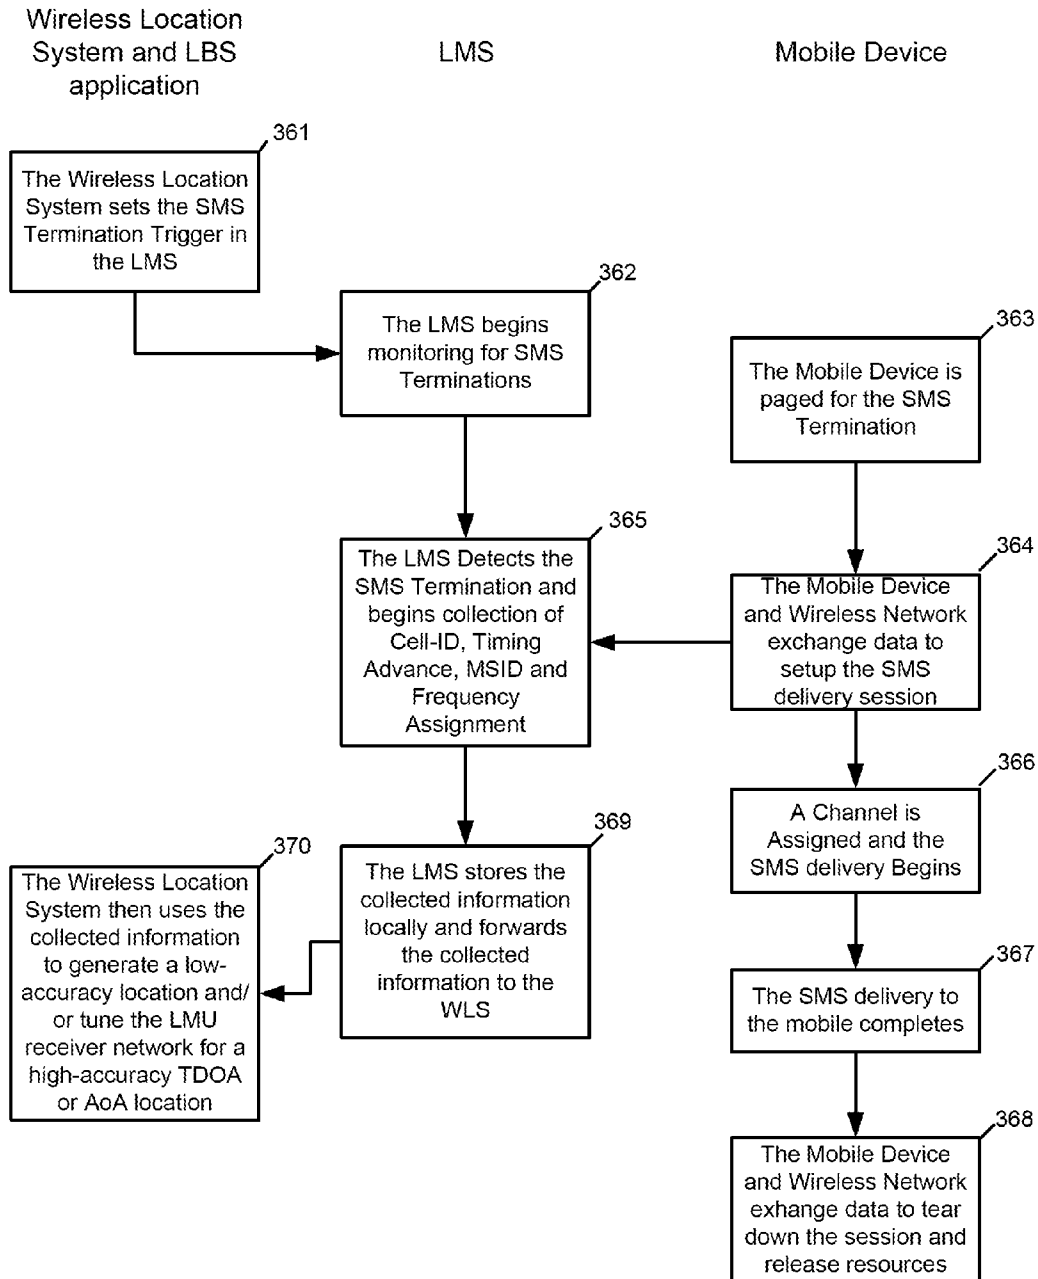 Wireless Location
System and LBS
application
LMS
Mobile Device
361
The Wireless Location
System sets the SMS
Termination Trigger in
the LMS
362
The LMS begins
monitoring for SMS
Terminations
363
The Mobile Device is
paged for the SMS
Termination
365
The LMS Detects the
SMS Termination and
begins collection of
Cell-ID, Timing
Advance, MSID and
Frequency
Assignment
364
The Mobile Device
and Wireless Network
exchange data to
setup the SMS
delivery session
366
A Channel is
Assigned and the
SMS delivery Begins
369
The LMS stores the
collected information
locally and forwards
the collected
information to the
WLS
370
The Wireless Location
System then uses the
collected information
to generate a low-
accuracy location and/
or tune the LMU
receiver network for a
high-accuracy TDOA
or AoA location
367
The SMS delivery to
the mobile completes
368
The Mobile Device
and Wireless Network
exhange data to tear
down the session and
release resources